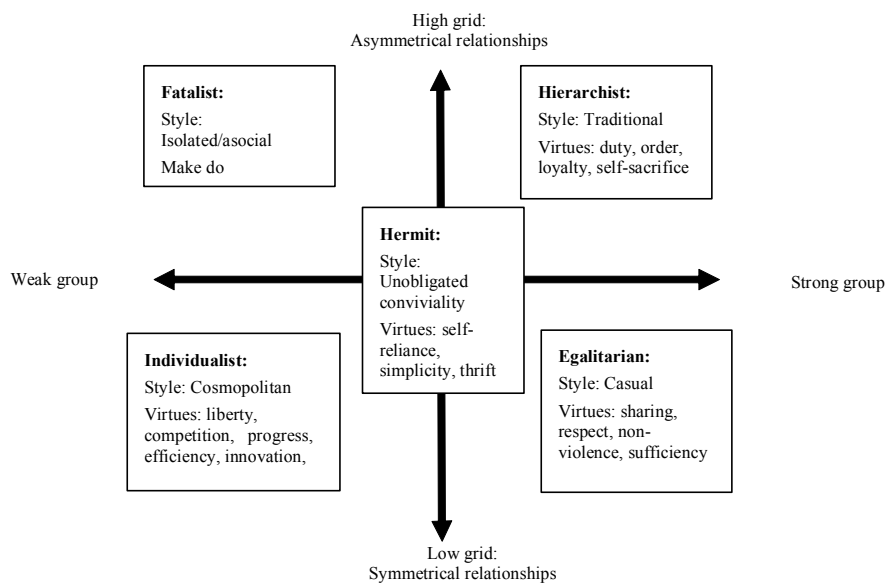 High grid:
Asymmetrical relationships
Fatalist:
Style:
Isolated/asocial
Make do
Hierarchist:
Style: Traditional
Virtues: duty, order,
loyalty, self-sacrifice
Hermit:
Style:
Unobligated
conviviality
Virtues: self-
reliance,
simplicity, thrift
Weak group
Strong group
Individualist:
Style: Cosmopolitan
Virtues: liberty,
competition, progress,
efficiency, innovation,
Egalitarian:
Style: Casual
Virtues: sharing,
respect, non-
violence, sufficiency
Low grid:
Symmetrical relationships